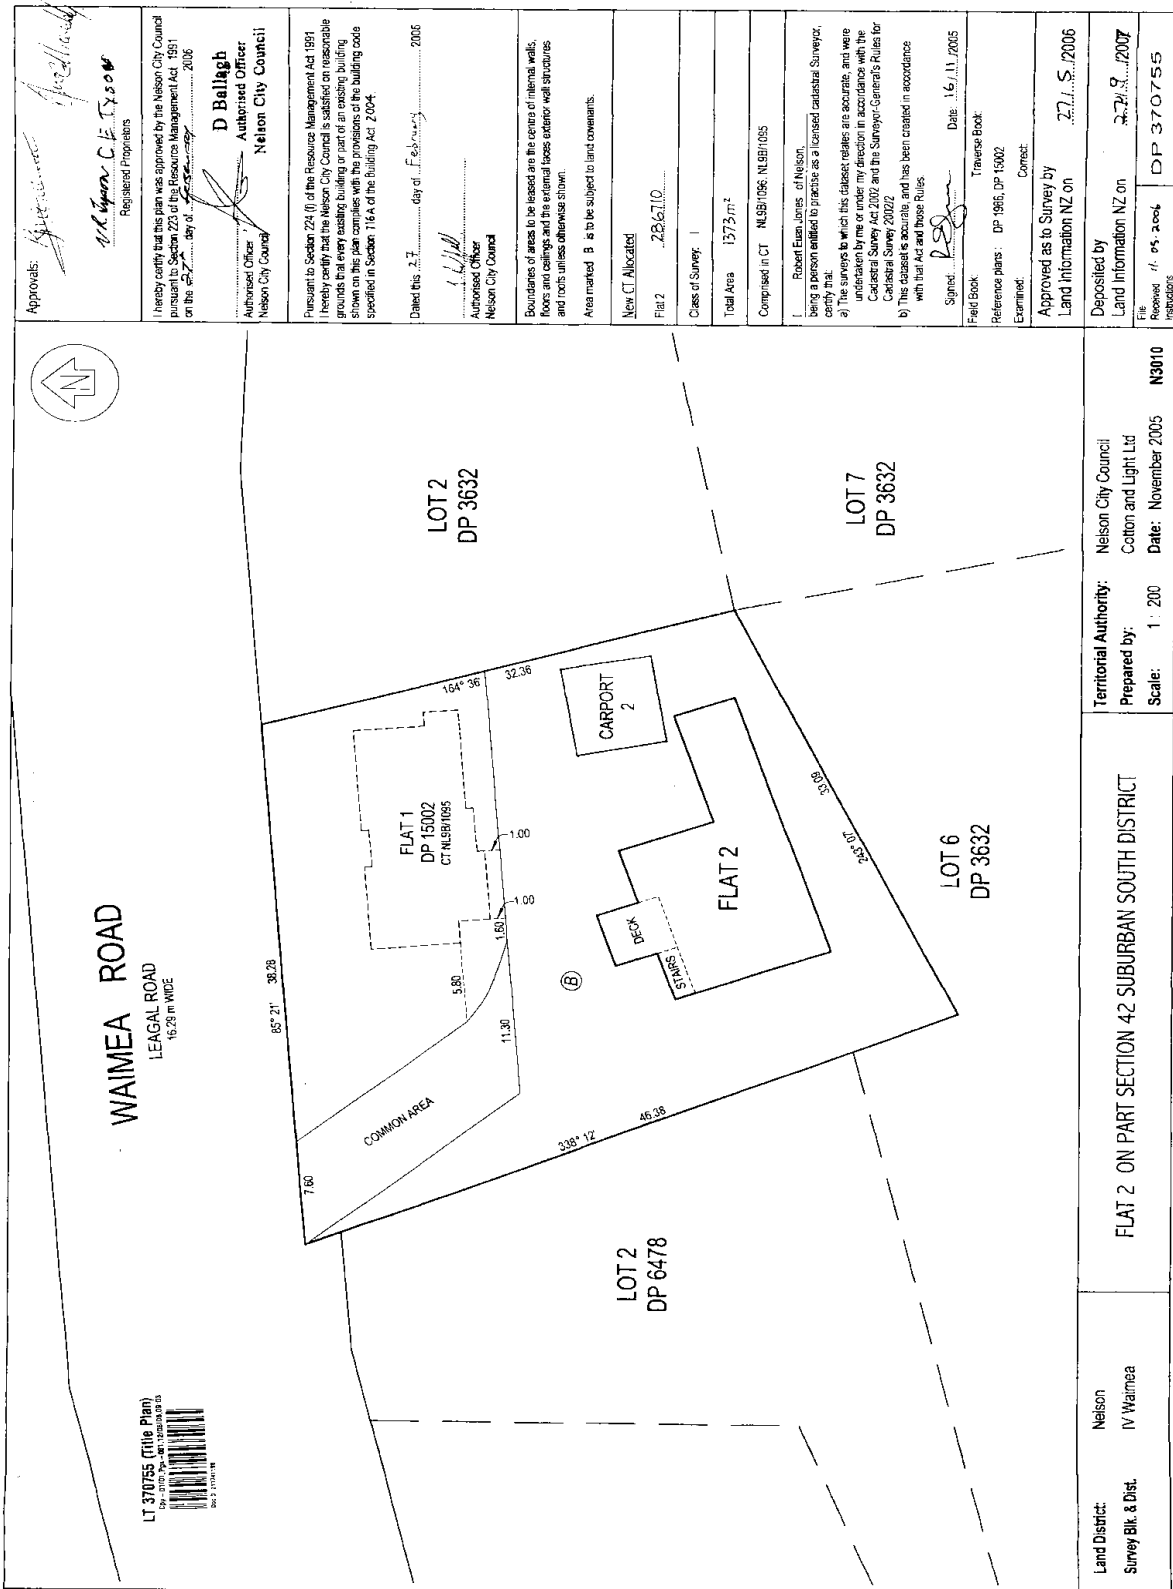 LT 370755 (Title Plan)
WAIMEA ROAD
LEAGAL ROAD
16.29 m WIDE
N
85° 21' 38.28
7.60
COMMON AREA
5.80
11.30
1.60
1.00
1.00
FLAT 1
DP 15002
CT NL9B/1095
164° 36'
32.36
CARPORT
2
B
DECK
STAIRS
FLAT 2
338° 12' 46.38
243° 07' 33.09
LOT 2
DP 6478
LOT 2
DP 3632
LOT 7
DP 3632
LOT 6
DP 3632
Approvals:
Registered Proprietors
I hereby certify that this plan was approved by the Nelson City Council
pursuant to Section 223 of the Resource Management Act 1991
on the 27th day of February 2006
D Ballagh
Authorised Officer
Nelson City Council
Authorised Officer
Nelson City Council
Pursuant to Section 224 (f) of the Resource Management Act 1991
I hereby certify that the Nelson City Council is satisfied on reasonable
grounds that every existing building or part of an existing building
shown on this plan complies with the provisions of the building code
specified in Section 116A of the Building Act 2004.
Dated this 27 day of February 2006
Authorised Officer
Nelson City Council
Boundaries of areas to be leased are the centre of internal walls,
floors and ceilings and the external faces exterior wall structures
and roofs unless otherwise shown.
Area marked B is to be subject to land covenants.
New CT Allocated
Flat 2 286710
Class of Survey: I
Total Area 1373 m²
Comprised in CT NL9B/1096, NL9B/1095
I Robert Euan Jones of Nelson,
being a person entitled to practise as a licensed cadastral Surveyor,
certify that:
a) The surveys to which this dataset relates are accurate, and were
undertaken by me or under my direction in accordance with the
Cadastral Survey Act 2002 and the Surveyor-General's Rules for
Cadastral Survey 2002/2
b) This dataset is accurate, and has been created in accordance
with that Act and those Rules.
Signed: Date: 16/11/2005
Field Book: Traverse Book:
Reference plans: DP 1966, DP 15002
Examined: Correct:
Approved as to Survey by
Land Information NZ on 27/5/2006
Deposited by
Land Information NZ on /2007
File
Received 11.05.2006
Instructions
DP 370755
Land District: Nelson
Survey Blk. & Dist. IV Waimea
FLAT 2 ON PART SECTION 42 SUBURBAN SOUTH DISTRICT
Territorial Authority: Nelson City Council
Prepared by: Cotton and Light Ltd
Scale: 1 : 200 Date: November 2005 N3010